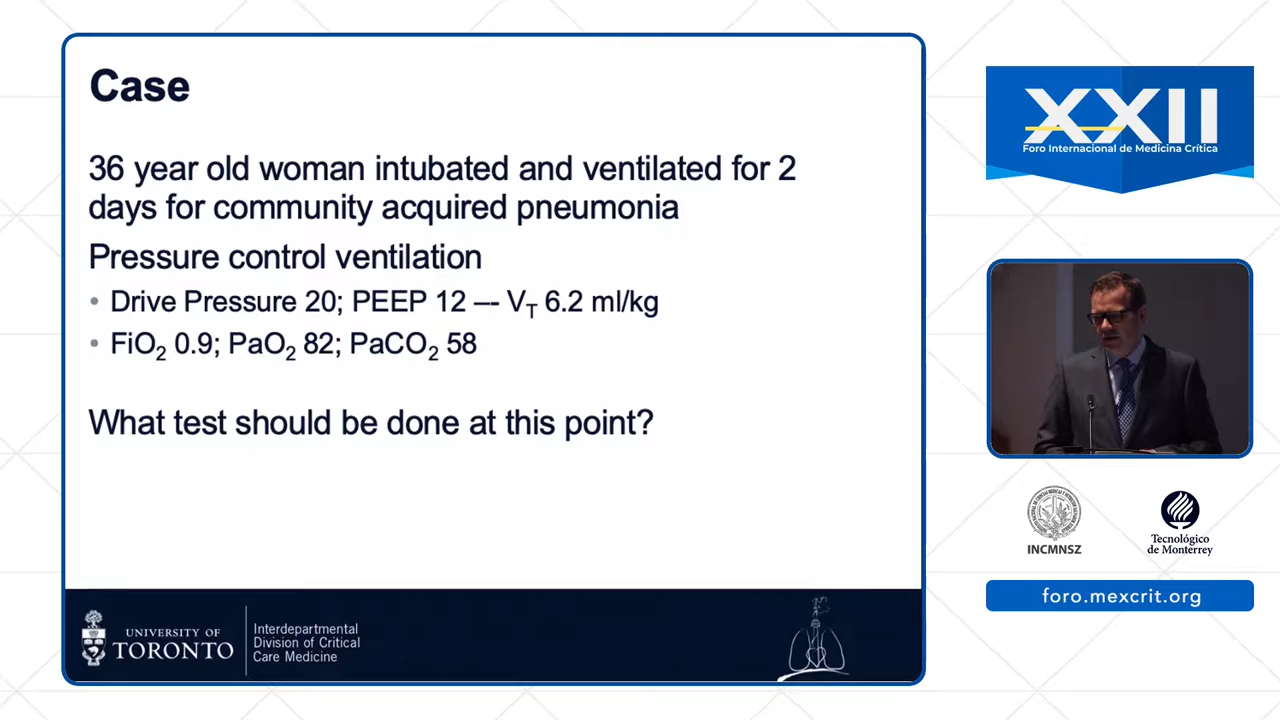 Case
36 year old woman intubated and ventilated for 2
days for community acquired pneumonia
Pressure control ventilation
• Drive Pressure 20; PEEP 12 –- VT 6.2 ml/kg
• FiO2 0.9; PaO2 82; PaCO2 58
What test should be done at this point?
UNIVERSITY OF
TORONTO
Interdepartmental
Division of Critical
Care Medicine
XXII
Foro Internacional de Medicina Crítica
INCMNSZ
Tecnológico
de Monterrey
foro.mexcrit.org